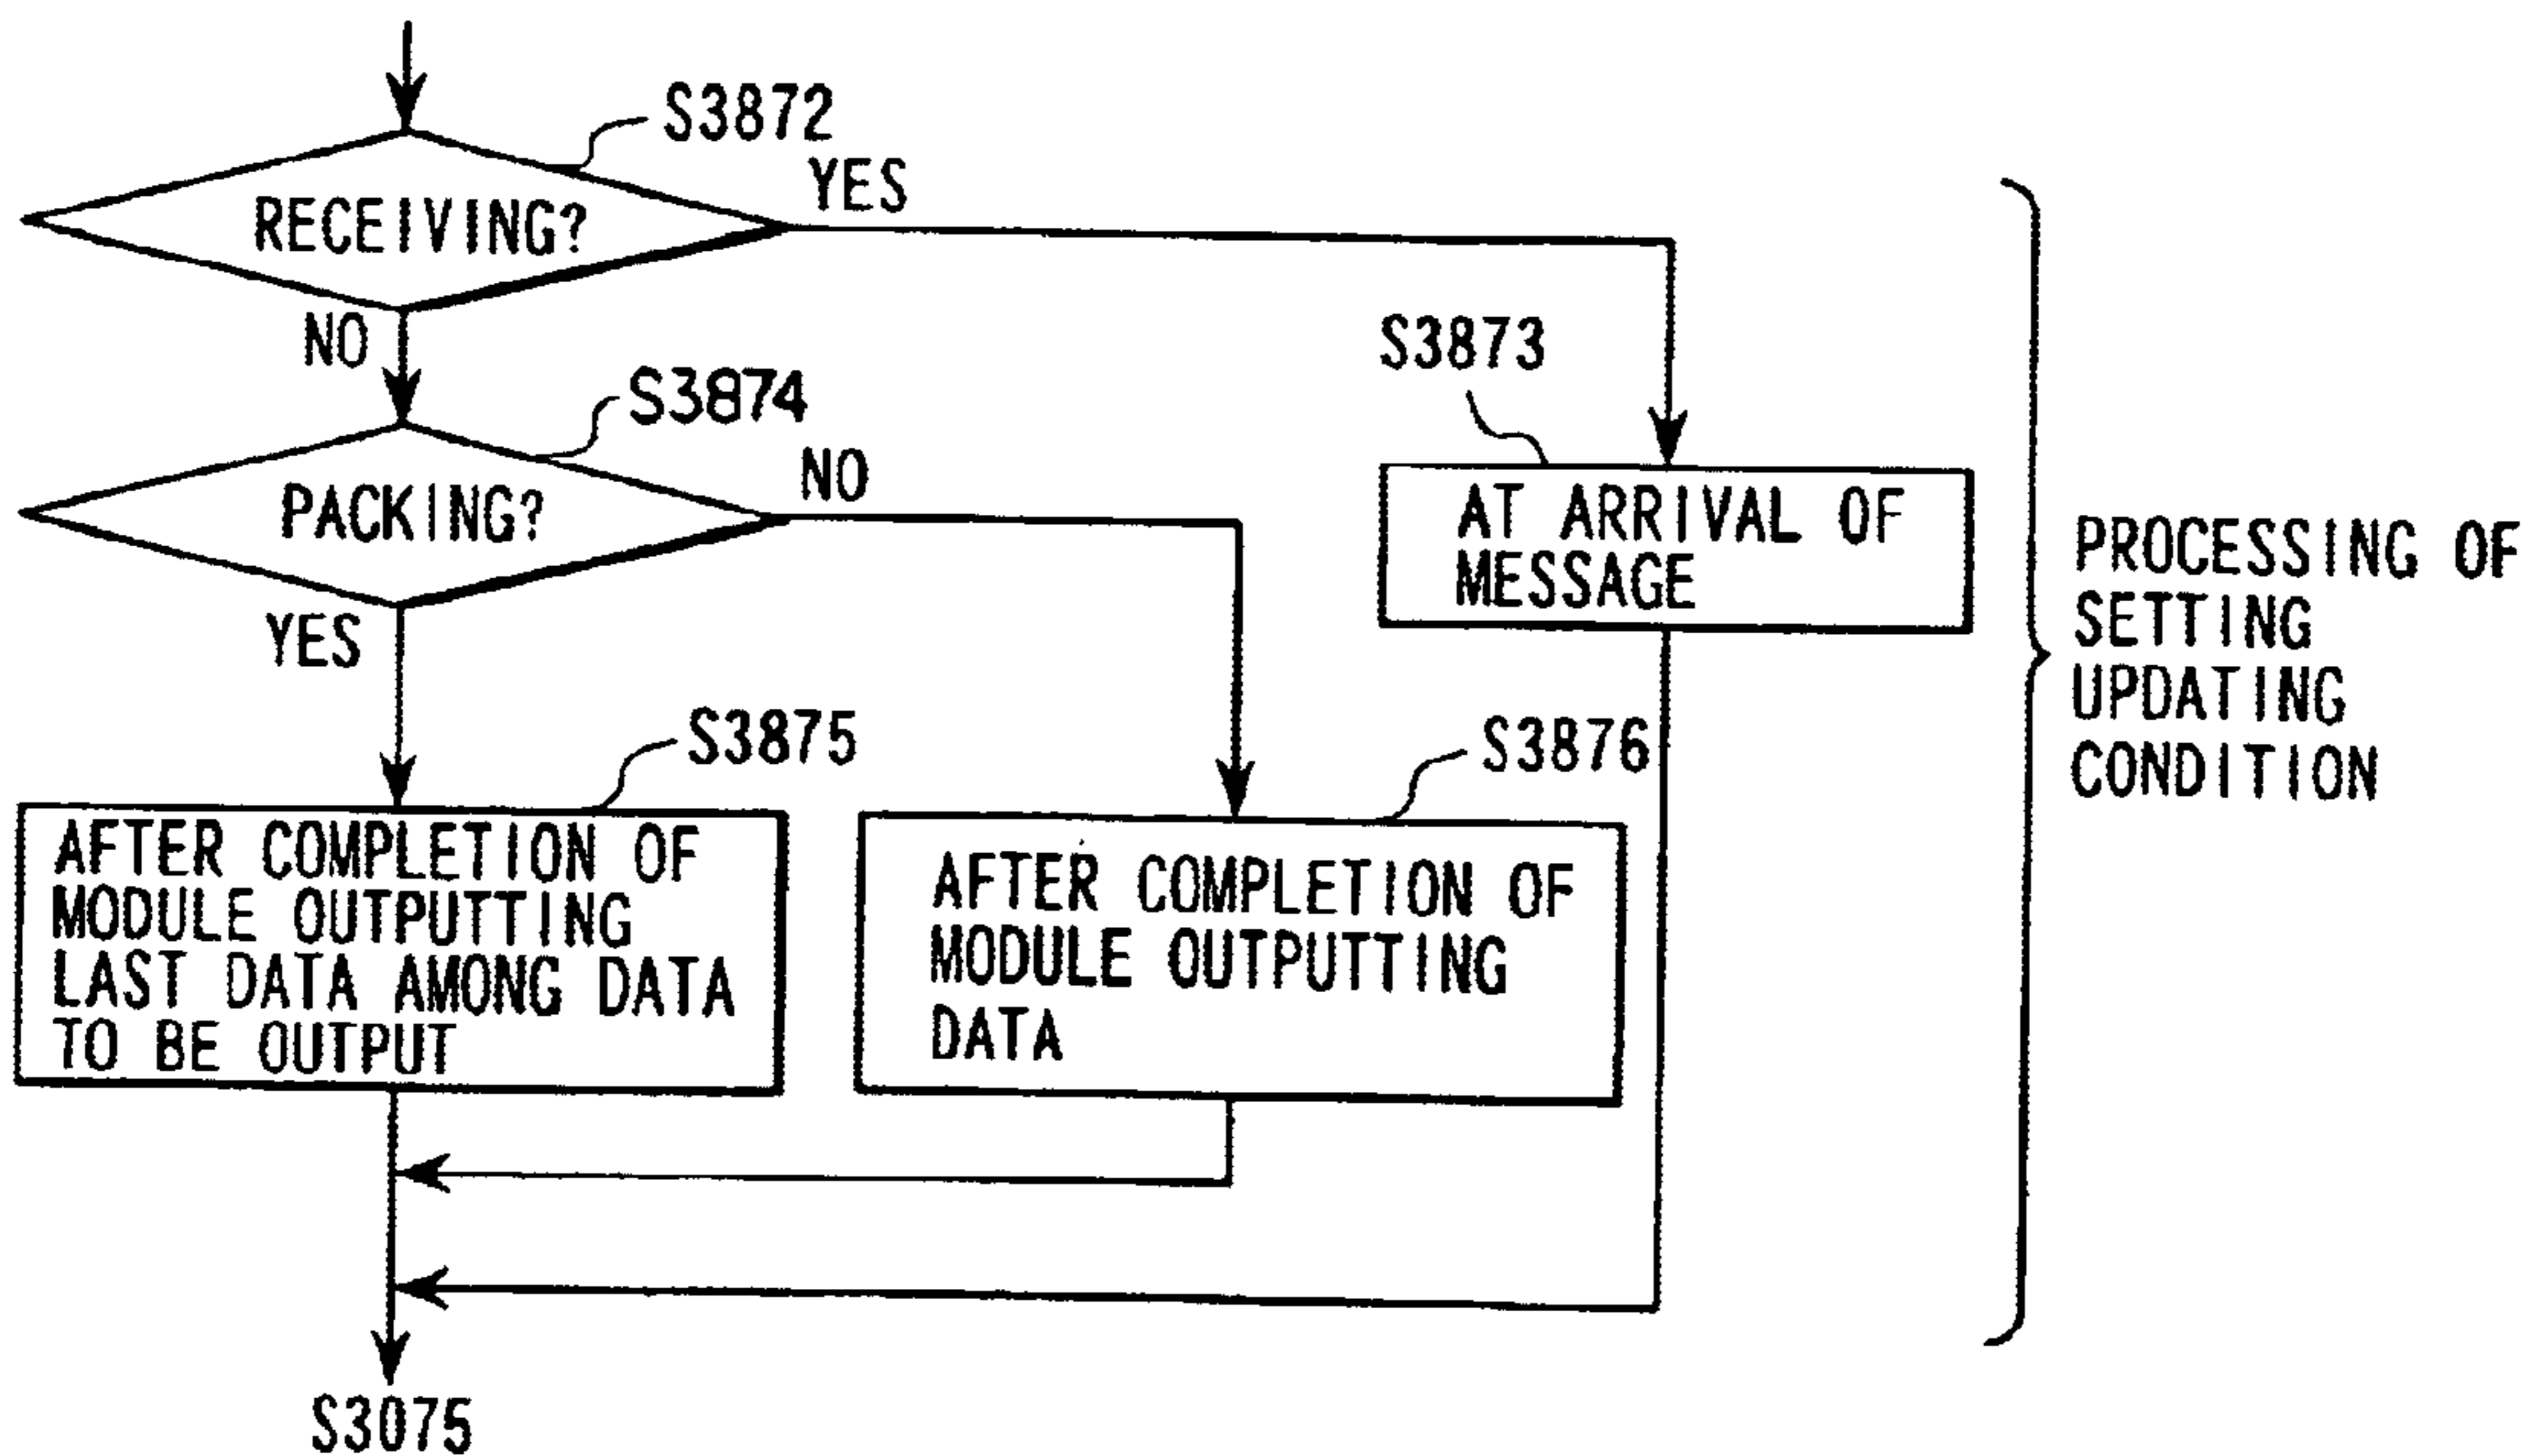 S3872
YES
RECEIVING?
NO
S3873
S3874
NO
PACKING?
AT ARRIVAL OF
MESSAGE
YES
PROCESSING OF
SETTING
UPDATING
CONDITION
S3875
S3876
AFTER COMPLETION OF
MODULE OUTPUTTING
LAST DATA AMONG DATA
TO BE OUTPUT
AFTER COMPLETION OF
MODULE OUTPUTTING
DATA
S3075